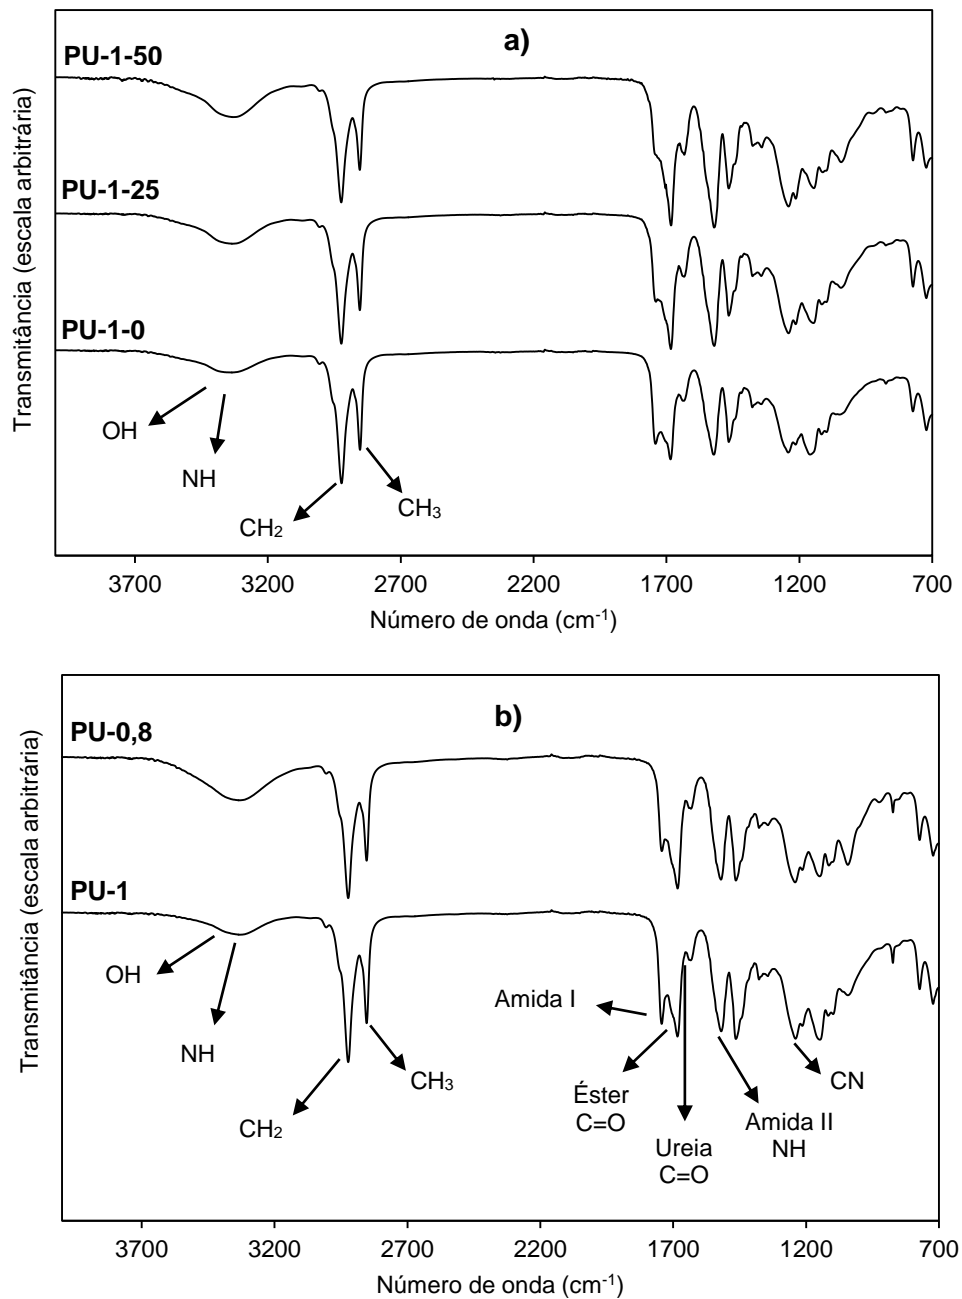 a)
PU-1-50
PU-1-25
PU-1-0
OH
NH
CH₂
CH₃
Transmitância (escala arbitrária)
3700 3200 2700 2200 1700 1200 700
Número de onda (cm⁻¹)
b)
PU-0,8
PU-1
OH
NH
CH₂
CH₃
Amida I
Éster
C=O
Ureia
C=O
Amida II
NH
CN
Transmitância (escala arbitrária)
3700 3200 2700 2200 1700 1200 700
Número de onda (cm⁻¹)